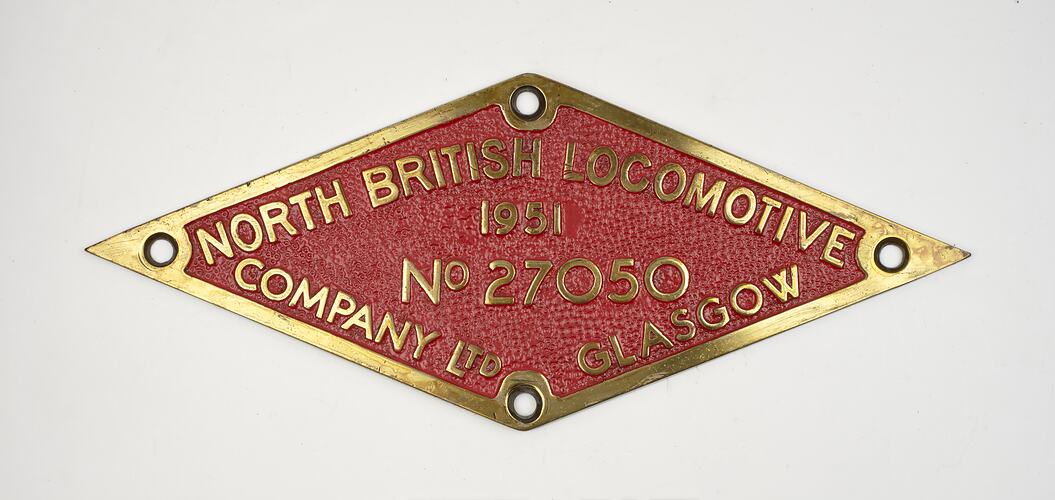 NORTH BRITISH LOCOMOTIVE
1951
No 27050
COMPANY LTD GLASGOW